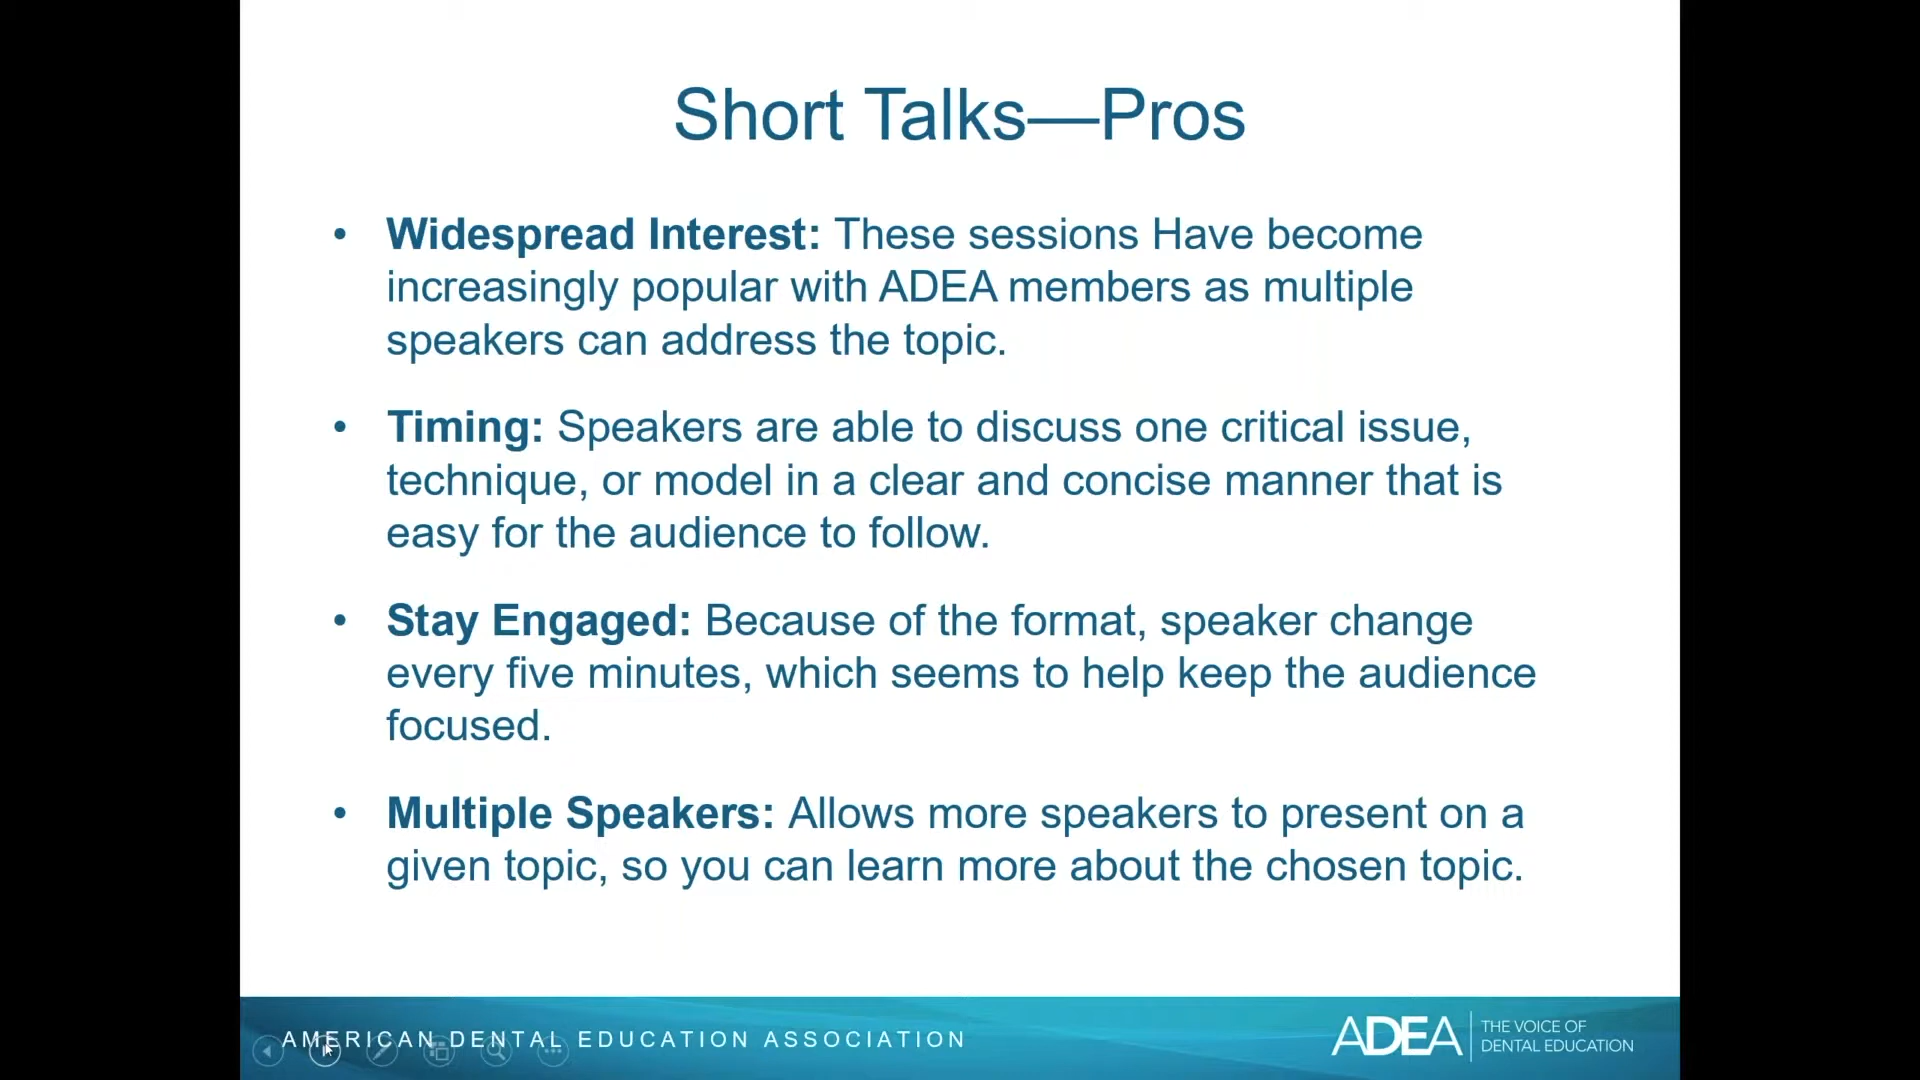 Short Talks—Pros
• Widespread Interest: These sessions Have become
increasingly popular with ADEA members as multiple
speakers can address the topic.
• Timing: Speakers are able to discuss one critical issue,
technique, or model in a clear and concise manner that is
easy for the audience to follow.
• Stay Engaged: Because of the format, speaker change
every five minutes, which seems to help keep the audience
focused.
• Multiple Speakers: Allows more speakers to present on a
given topic, so you can learn more about the chosen topic.
AMERICAN DENTAL EDUCATION ASSOCIATION
ADEA
THE VOICE OF
DENTAL EDUCATION